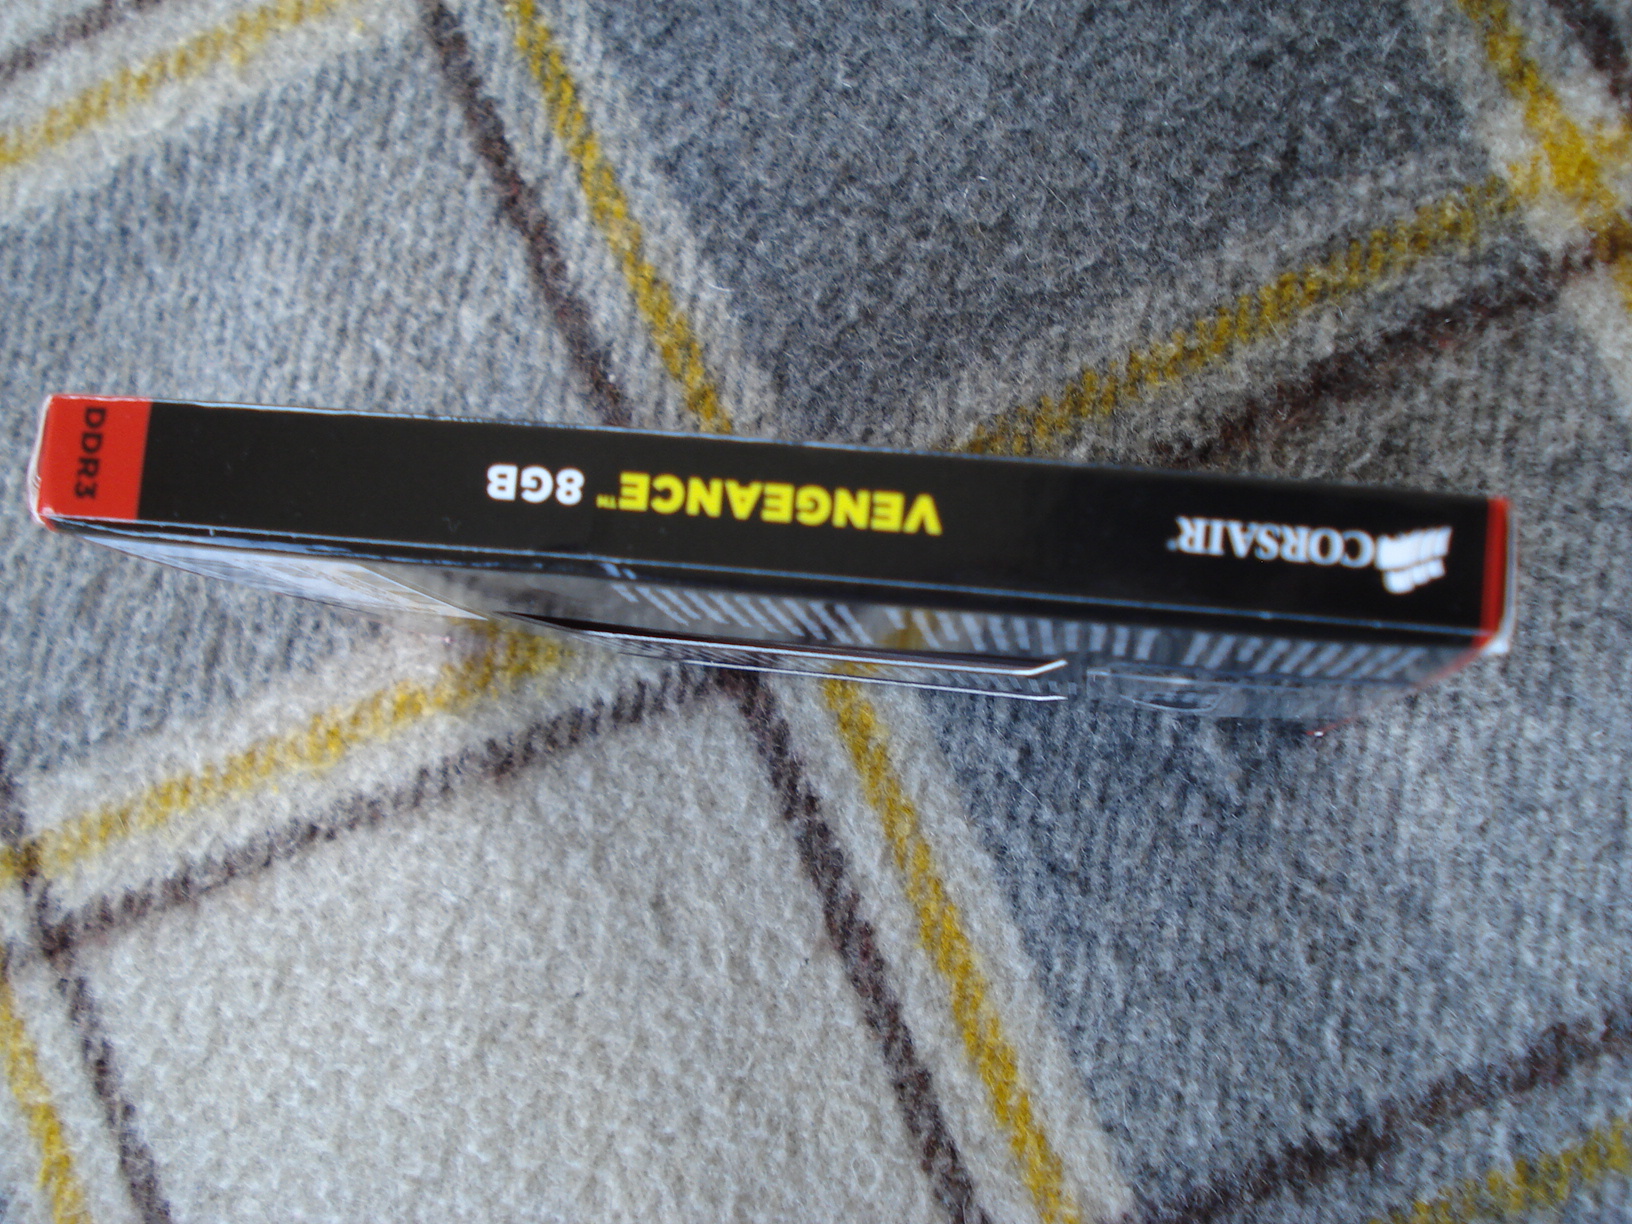 CORSAIR®
VENGEANCE™ 8GB
DDR3